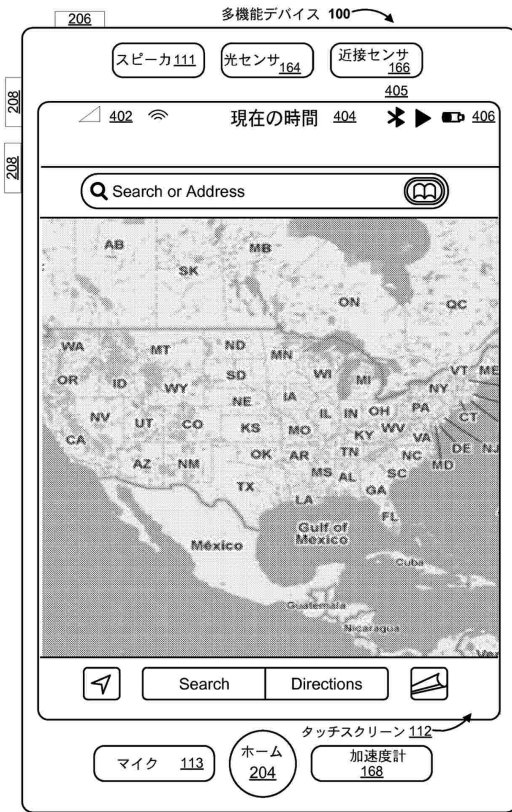 206
多機能デバイス 100
スピーカ 111
光センサ 164
近接センサ 166
208
208
402
現在の時間 404
405
406
Search or Address
AB
SK
MB
ON
QC
WA
MT
ND
MN
OR
ID
WY
SD
WI
MI
VT
ME
NY
NE
IA
NV
UT
CO
IL
IN
OH
PA
CA
KS
MO
KY
WV
VA
CT
AZ
NM
OK
AR
TN
NC
DE
NJ
MD
TX
MS
AL
SC
LA
GA
FL
Gulf of
Mexico
México
Cuba
Guatemala
Nicaragua
Search
Directions
タッチスクリーン 112
マイク 113
ホーム
204
加速度計
168